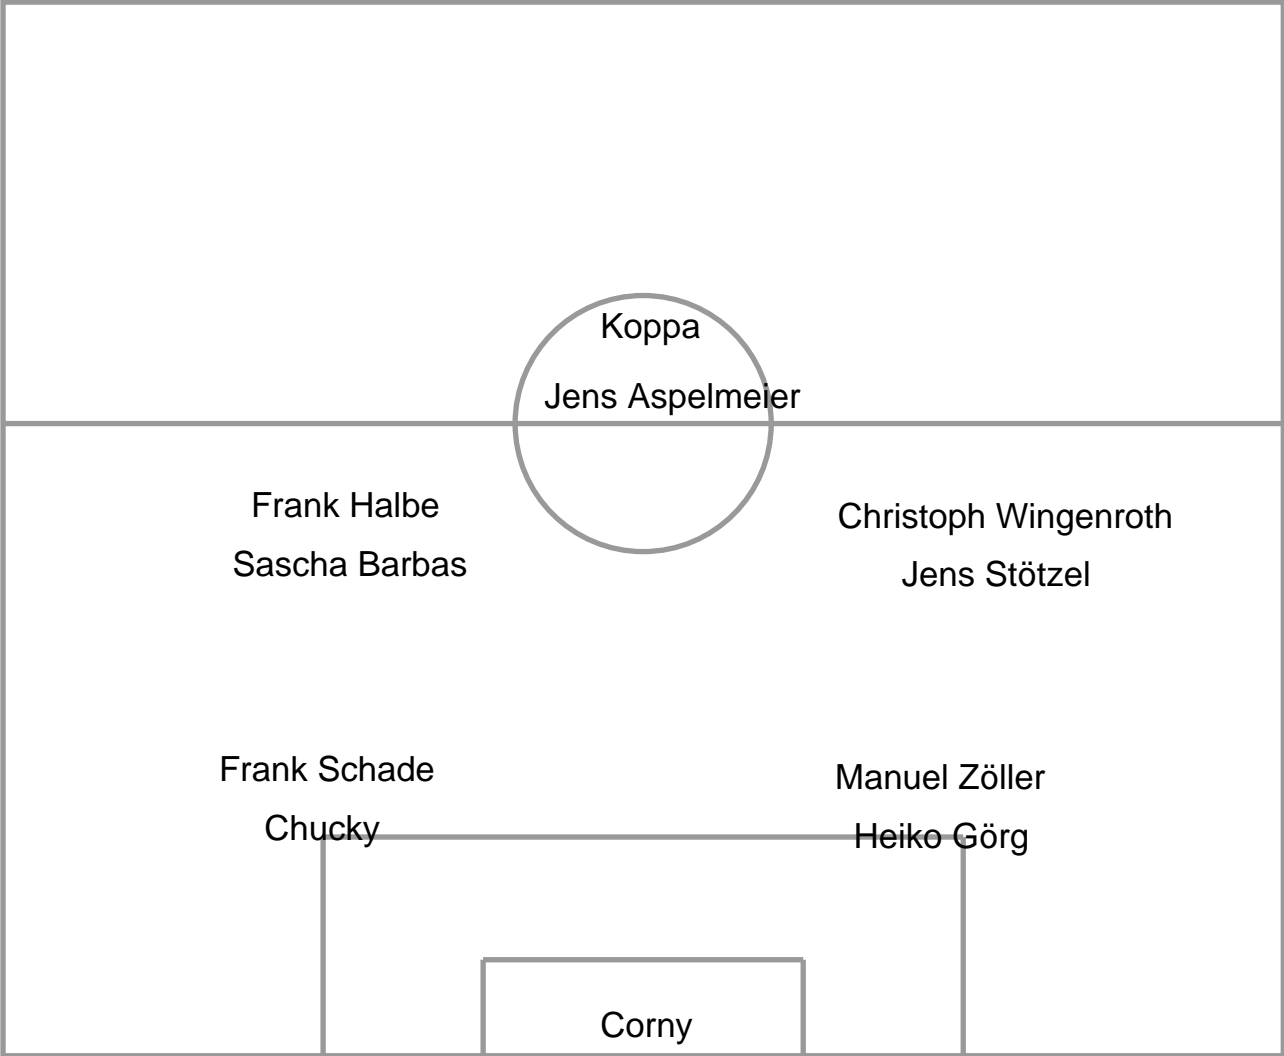 Koppa
Jens Aspelmeier
Frank Halbe
Sascha Barbas
Christoph Wingenroth
Jens Stötzel
Frank Schade
Chucky
Manuel Zöller
Heiko Görg
Corny